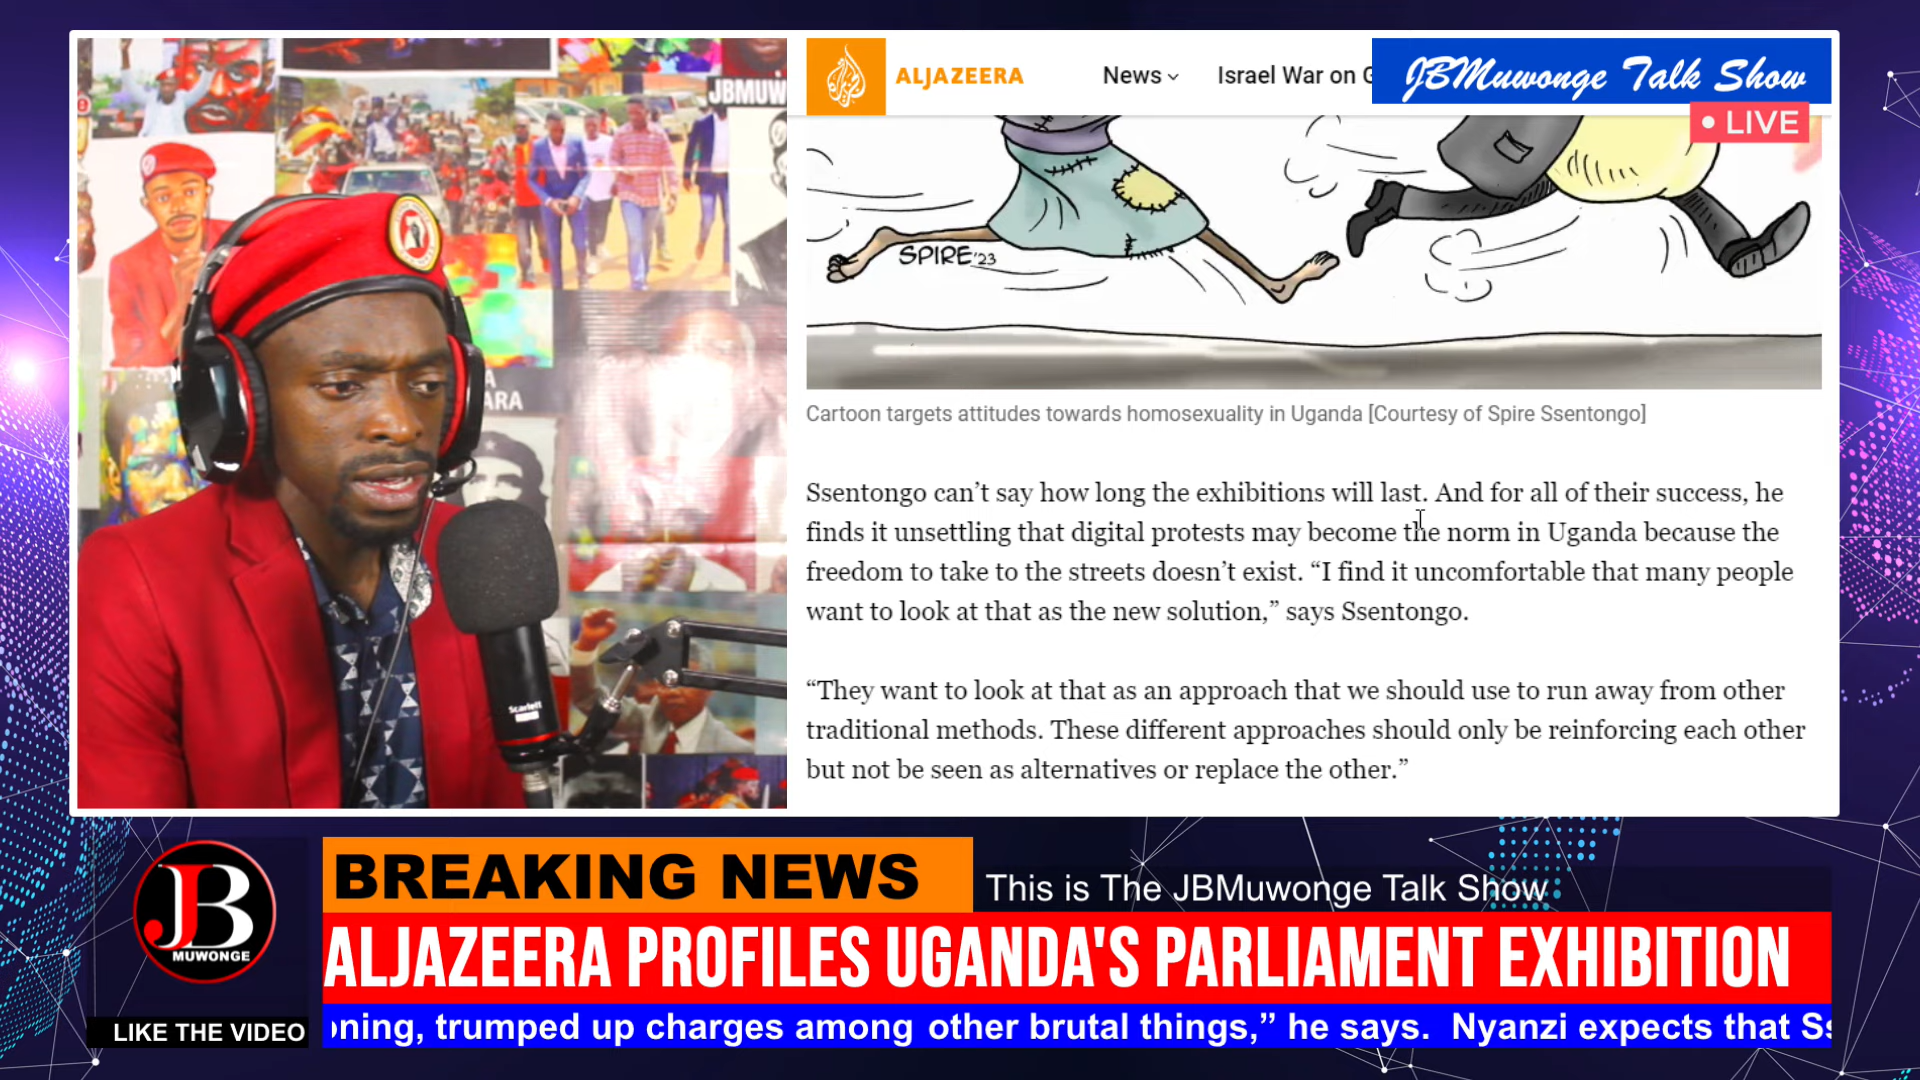 JBMUW
ARA
Scarlett
ALJAZEERA
News
Israel War on G
JBMuwonge Talk Show
LIVE
SPIRE '23
Cartoon targets attitudes towards homosexuality in Uganda [Courtesy of Spire Ssentongo]
Ssentongo can’t say how long the exhibitions will last. And for all of their success, he
finds it unsettling that digital protests may become the norm in Uganda because the
freedom to take to the streets doesn’t exist. “I find it uncomfortable that many people
want to look at that as the new solution,” says Ssentongo.
“They want to look at that as an approach that we should use to run away from other
traditional methods. These different approaches should only be reinforcing each other
but not be seen as alternatives or replace the other.”
JB
MUWONGE
LIKE THE VIDEO
BREAKING NEWS
This is The JBMuwonge Talk Show
ALJAZEERA PROFILES UGANDA'S PARLIAMENT EXHIBITION
ning, trumped up charges among other brutal things,” he says. Nyanzi expects that Ss